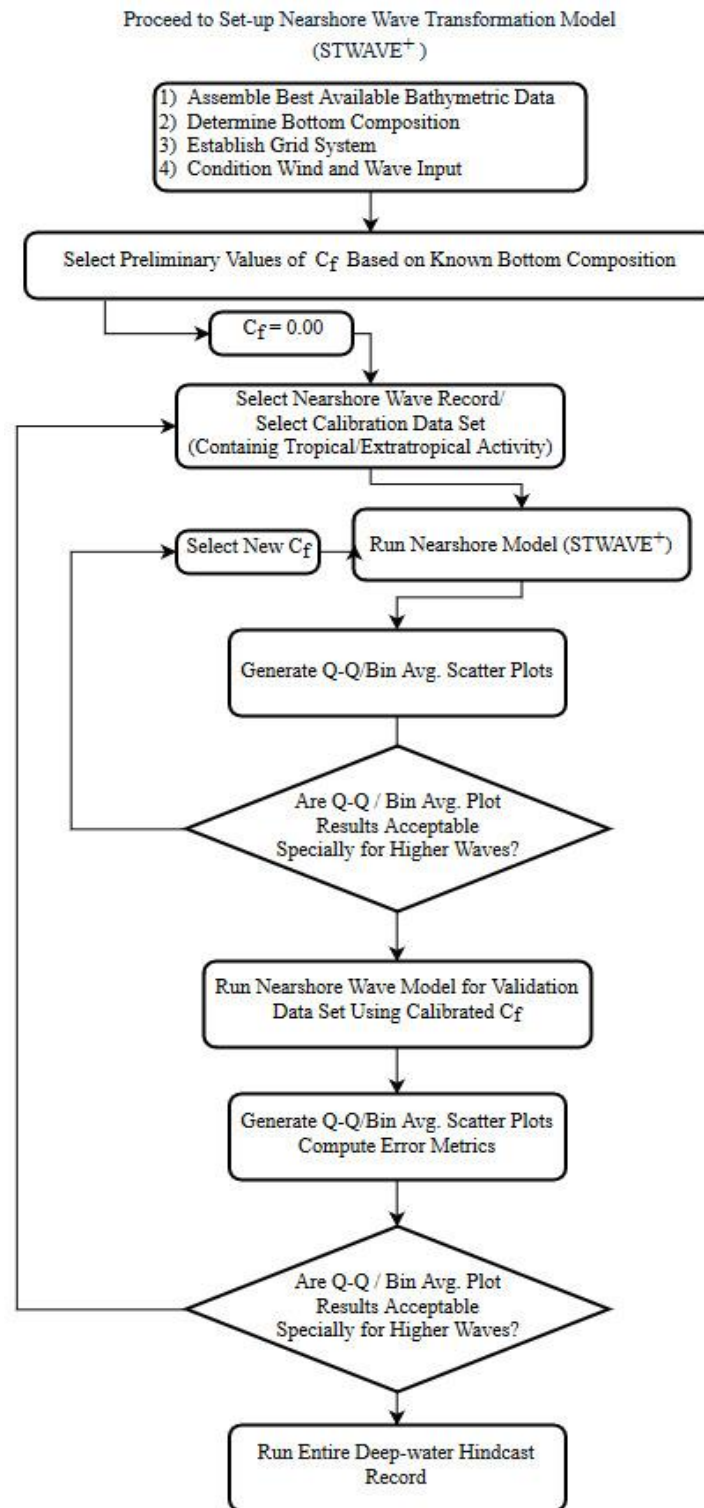 Proceed to Set-up Nearshore Wave Transformation Model
(STWAVE+ )
1) Assemble Best Available Bathymetric Data
2) Determine Bottom Composition
3) Establish Grid System
4) Condition Wind and Wave Input
Select Preliminary Values of Cf Based on Known Bottom Composition
Cf = 0.00
Select Nearshore Wave Record/
Select Calibration Data Set
(Containig Tropical/Extratropical Activity)
Select New Cf
Run Nearshore Model (STWAVE+)
Generate Q-Q/Bin Avg. Scatter Plots
Are Q-Q / Bin Avg. Plot
Results Acceptable
Specially for Higher Waves?
Run Nearshore Wave Model for Validation
Data Set Using Calibrated Cf
Generate Q-Q/Bin Avg. Scatter Plots
Compute Error Metrics
Are Q-Q / Bin Avg. Plot
Results Acceptable
Specially for Higher Waves?
Run Entire Deep-water Hindcast
Record